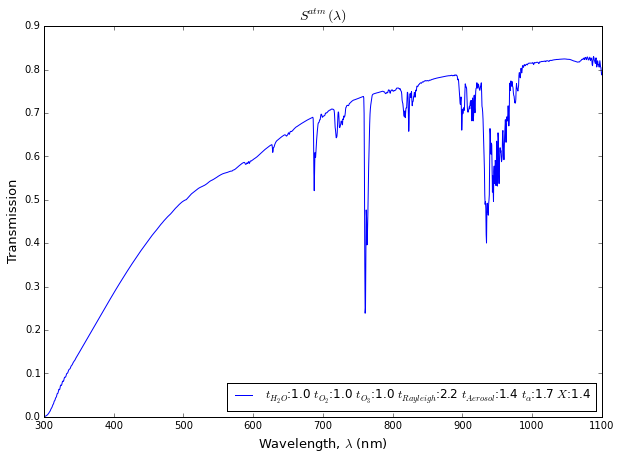 S^{atm}(λ)
0.9
0.8
0.7
0.6
0.5
0.4
0.3
0.2
0.1
0.0
Transmission
t_{H_2O}:1.0 t_{O_2}:1.0 t_{O_3}:1.0 t_{Rayleigh}:2.2 t_{Aerosol}:1.4 t_α:1.7 X:1.4
300 400 500 600 700 800 900 1000 1100
Wavelength, λ (nm)